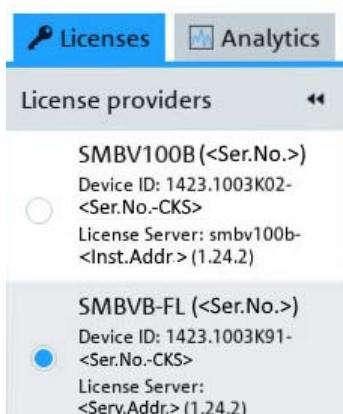 Licenses Analytics
License providers
SMBV100B (<Ser.No.>)
Device ID: 1423.1003K02-
<Ser.No.-CKS>
License Server: smbv100b-
<Inst.Addr.> (1.24.2)
SMBVB-FL (<Ser.No.>)
Device ID: 1423.1003K91-
<Ser.No.-CKS>
License Server:
<Serv.Addr.> (1.24.2)